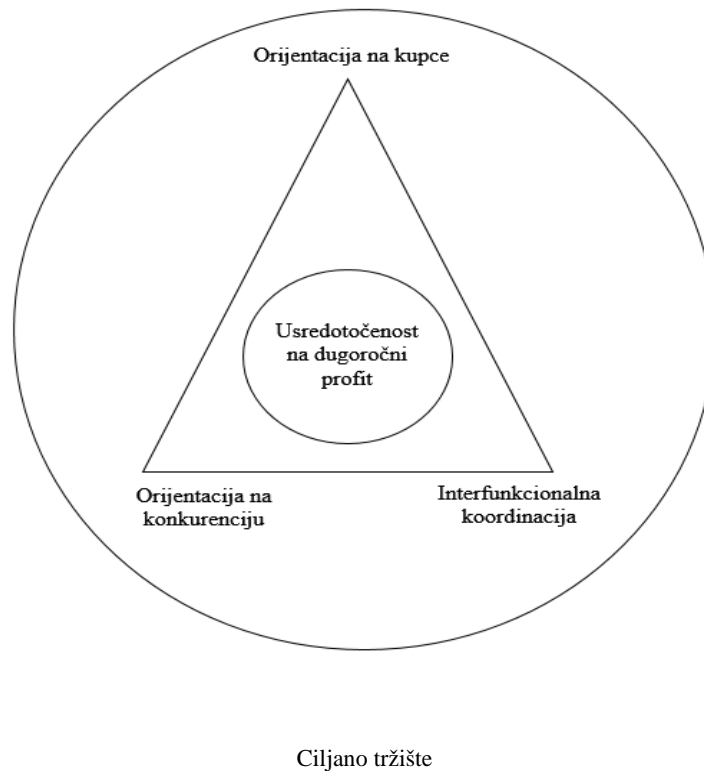 Orijentacija na kupce
Usredotočenost
na dugoročni
profit
Orijentacija na
konkurenciju
Interfunkcionalna
koordinacija
Ciljano tržište